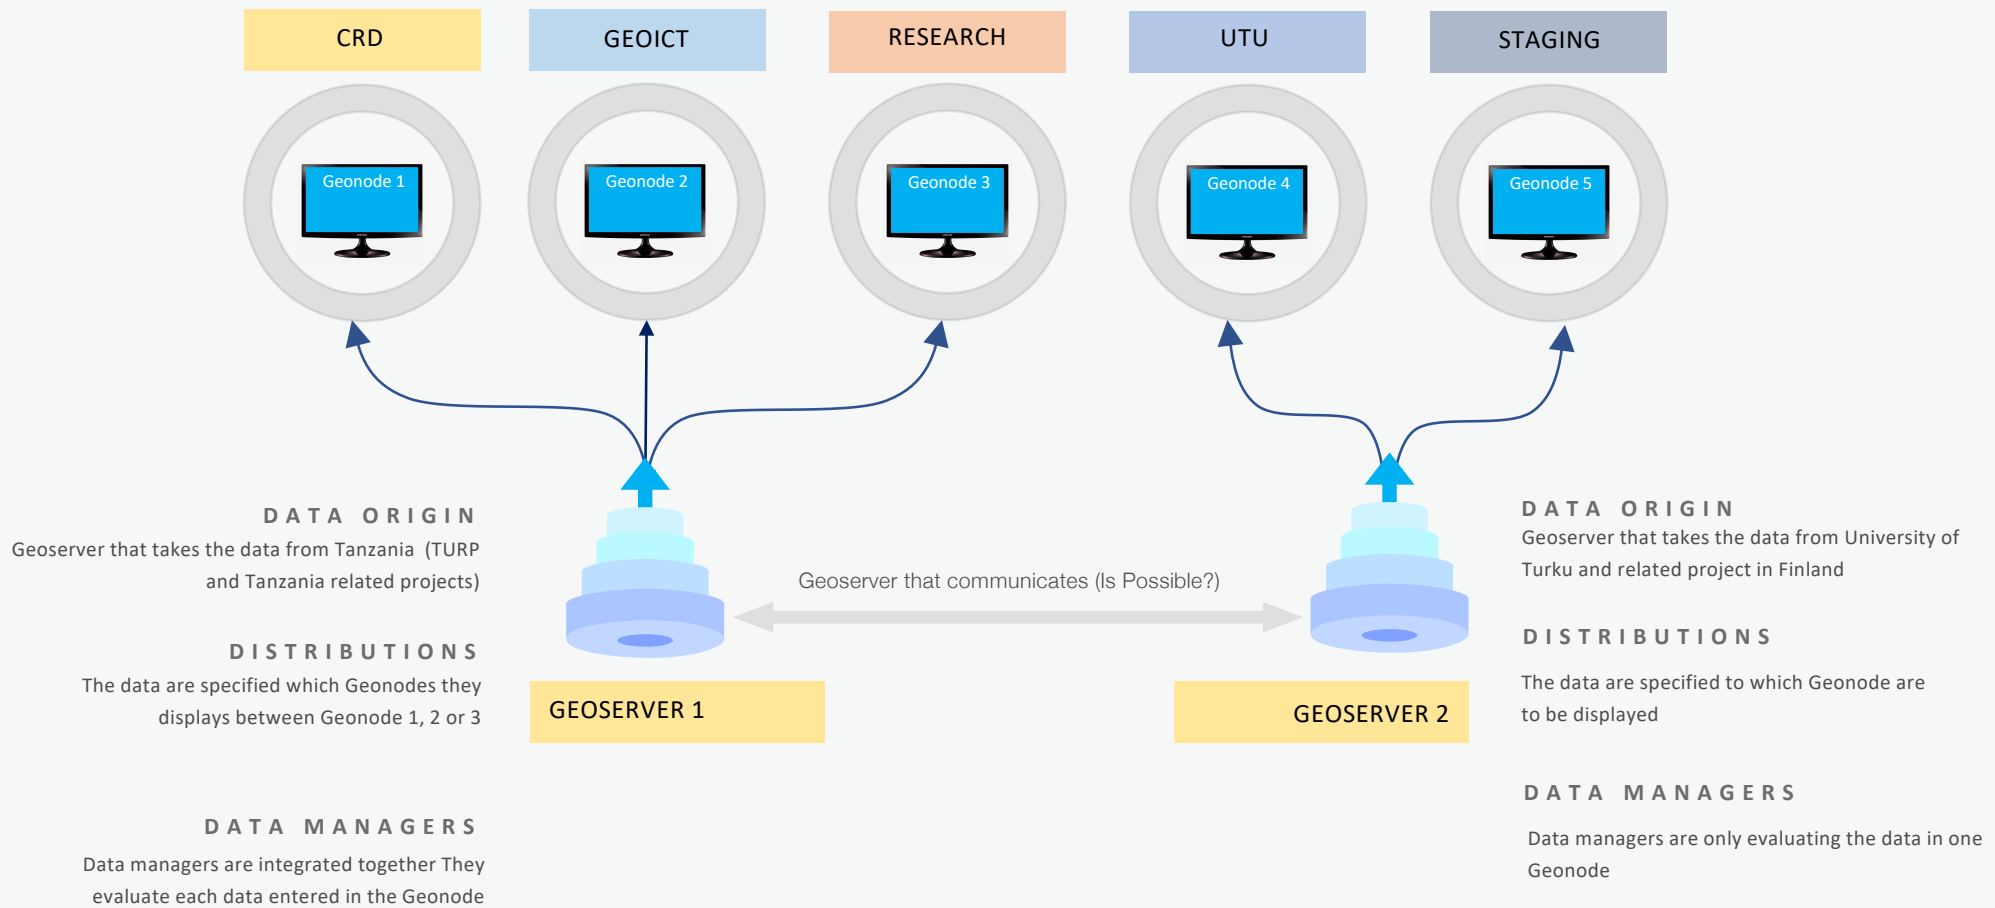 CRD
GEOICT
RESEARCH
UTU
STAGING
Geonode 1
Geonode 2
Geonode 3
Geonode 4
Geonode 5
DATA ORIGIN
Geoserver that takes the data from Tanzania (TURP
and Tanzania related projects)
DISTRIBUTIONS
The data are specified which Geonodes they
displays between Geonode 1, 2 or 3
DATA MANAGERS
Data managers are integrated together They
evaluate each data entered in the Geonode
GEOSERVER 1
Geoserver that communicates (Is Possible?)
GEOSERVER 2
DATA ORIGIN
Geoserver that takes the data from University of
Turku and related project in Finland
DISTRIBUTIONS
The data are specified to which Geonode are
to be displayed
DATA MANAGERS
Data managers are only evaluating the data in one
Geonode